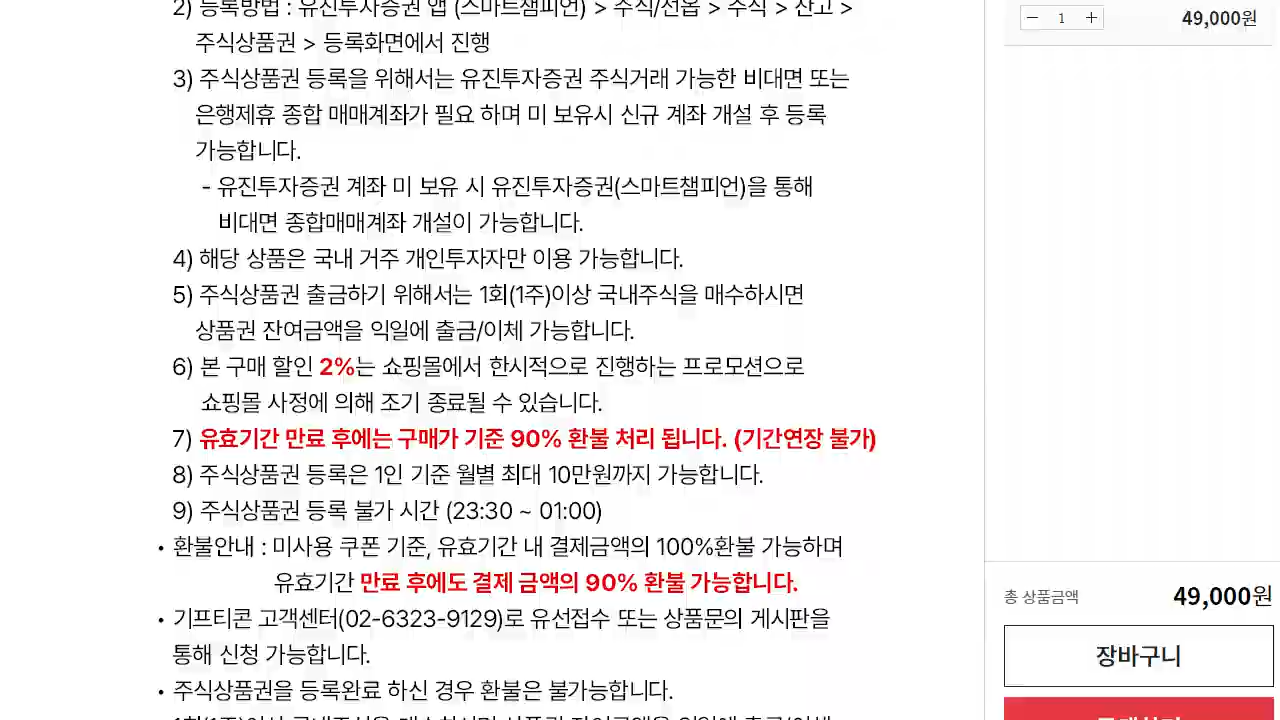 2) 등록방법 : 유진투자증권 앱 (스마트챔피언) > 주식/선옵 > 주식 > 잔고 >
주식상품권 > 등록화면에서 진행
3) 주식상품권 등록을 위해서는 유진투자증권 주식거래 가능한 비대면 또는
은행제휴 종합 매매계좌가 필요 하며 미 보유시 신규 계좌 개설 후 등록
가능합니다.
- 유진투자증권 계좌 미 보유 시 유진투자증권(스마트챔피언)을 통해
비대면 종합매매계좌 개설이 가능합니다.
4) 해당 상품은 국내 거주 개인투자자만 이용 가능합니다.
5) 주식상품권 출금하기 위해서는 1회(1주)이상 국내주식을 매수하시면
상품권 잔여금액을 익일에 출금/이체 가능합니다.
6) 본 구매 할인 2%는 쇼핑몰에서 한시적으로 진행하는 프로모션으로
쇼핑몰 사정에 의해 조기 종료될 수 있습니다.
7) 유효기간 만료 후에는 구매가 기준 90% 환불 처리 됩니다. (기간연장 불가)
8) 주식상품권 등록은 1인 기준 월별 최대 10만원까지 가능합니다.
9) 주식상품권 등록 불가 시간 (23:30 ~ 01:00)
• 환불안내 : 미사용 쿠폰 기준, 유효기간 내 결제금액의 100%환불 가능하며
유효기간 만료 후에도 결제 금액의 90% 환불 가능합니다.
• 기프티콘 고객센터(02-6323-9129)로 유선접수 또는 상품문의 게시판을
통해 신청 가능합니다.
• 주식상품권을 등록완료 하신 경우 환불은 불가능합니다.
− 1 + 49,000원
총 상품금액 49,000원
장바구니